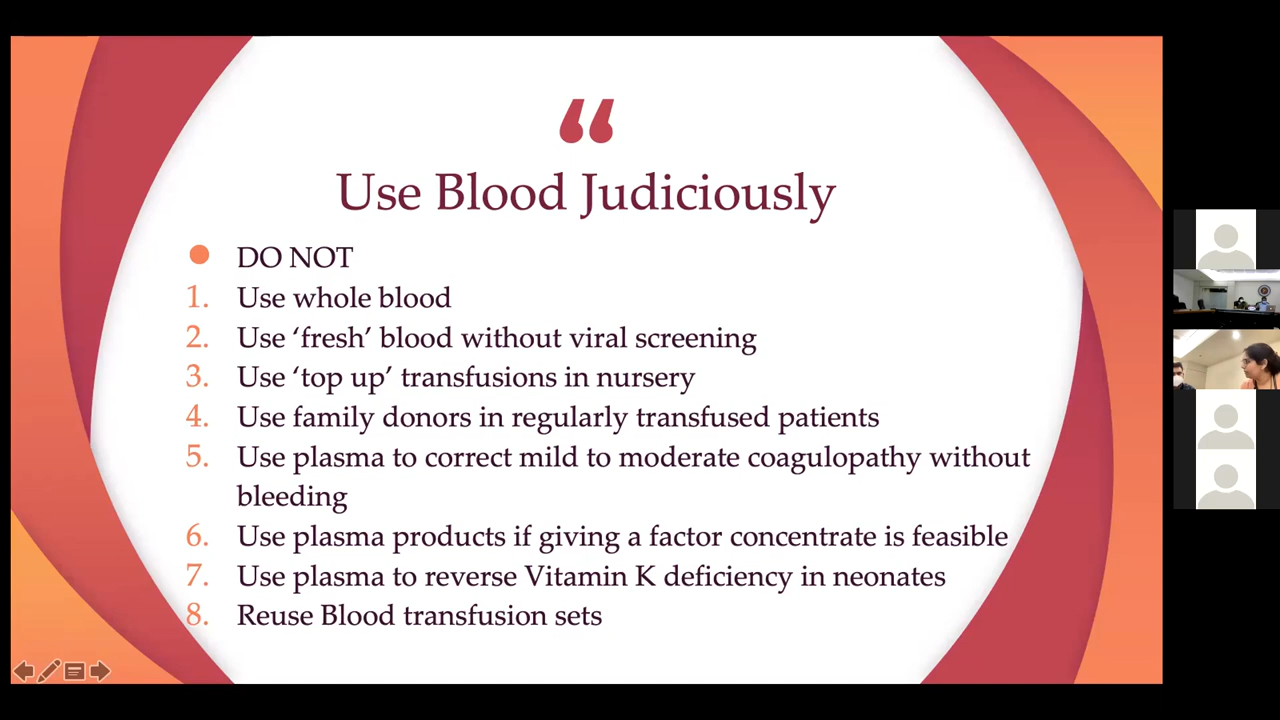 “
Use Blood Judiciously
DO NOT
1. Use whole blood
2. Use ‘fresh’ blood without viral screening
3. Use ‘top up’ transfusions in nursery
4. Use family donors in regularly transfused patients
5. Use plasma to correct mild to moderate coagulopathy without
bleeding
6. Use plasma products if giving a factor concentrate is feasible
7. Use plasma to reverse Vitamin K deficiency in neonates
8. Reuse Blood transfusion sets